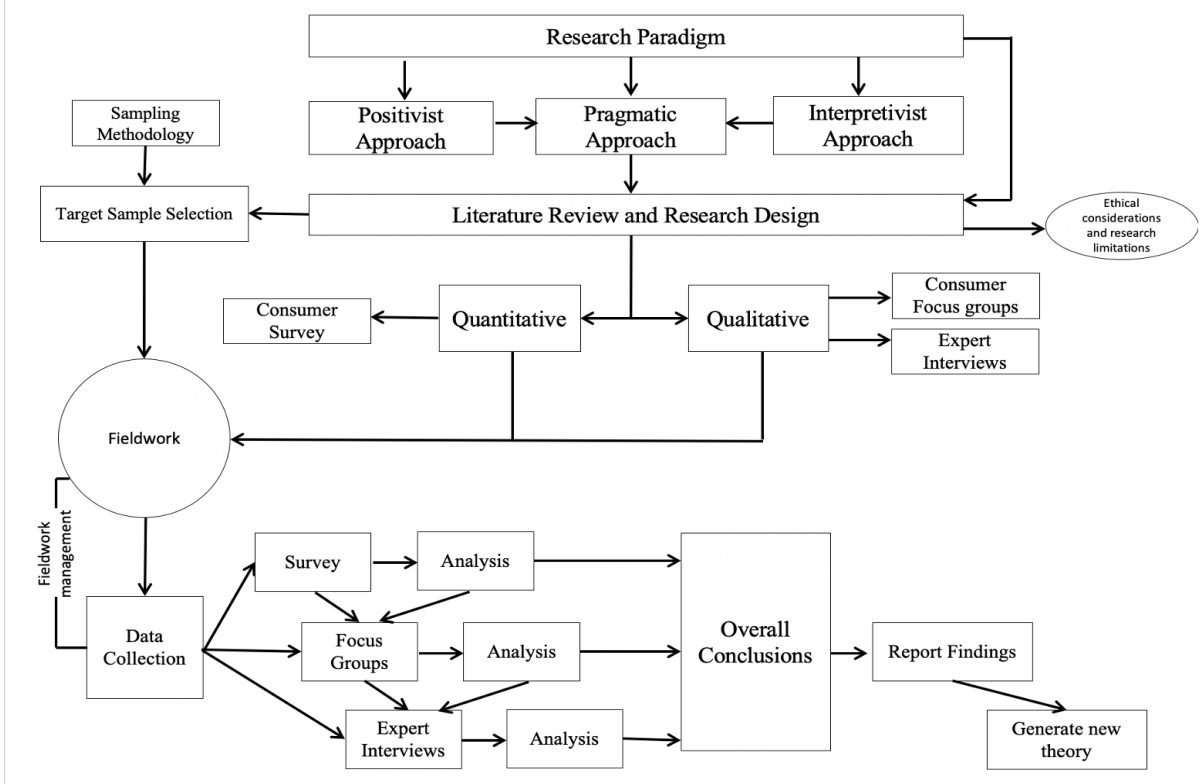 Research Paradigm
Positivist
Approach
Pragmatic
Approach
Interpretivist
Approach
Sampling
Methodology
Target Sample Selection
Literature Review and Research Design
Ethical
considerations
and research
limitations
Consumer
Survey
Quantitative
Qualitative
Consumer
Focus groups
Expert
Interviews
Fieldwork
Fieldwork
management
Data
Collection
Survey
Analysis
Focus
Groups
Analysis
Expert
Interviews
Analysis
Overall
Conclusions
Report Findings
Generate new
theory